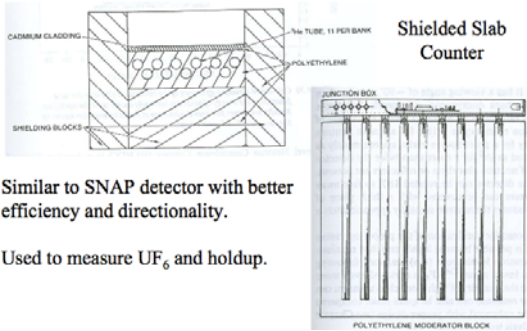 Shielded Slab
Counter
CADMIUM CLADDING
³He TUBE, 11 PER BANK
POLYETHYLENE
SHIELDING BLOCKS
JUNCTION BOX
Similar to SNAP detector with better
efficiency and directionality.
Used to measure UF₆ and holdup.
POLYETHYLENE MODERATOR BLOCK